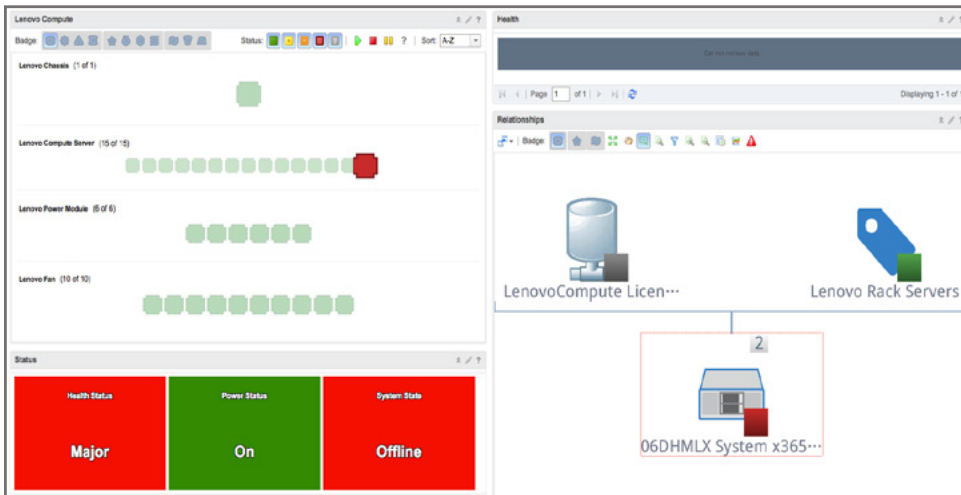 Lenovo Compute
Badge:
Status:
?
Sort: A-Z
Lenovo Chassis (1 of 1)
Lenovo Compute Server (15 of 15)
Lenovo Power Module (6 of 6)
Lenovo Fan (10 of 10)
Status
?
Health Status
Major
Power Status
On
System State
Offline
Health
?
Page 1 of 1
Displaying 1 - 1 of 1
Relationships
?
Badge:
LenovoCompute Licen...
Lenovo Rack Servers
2
06DHMLX System x365...